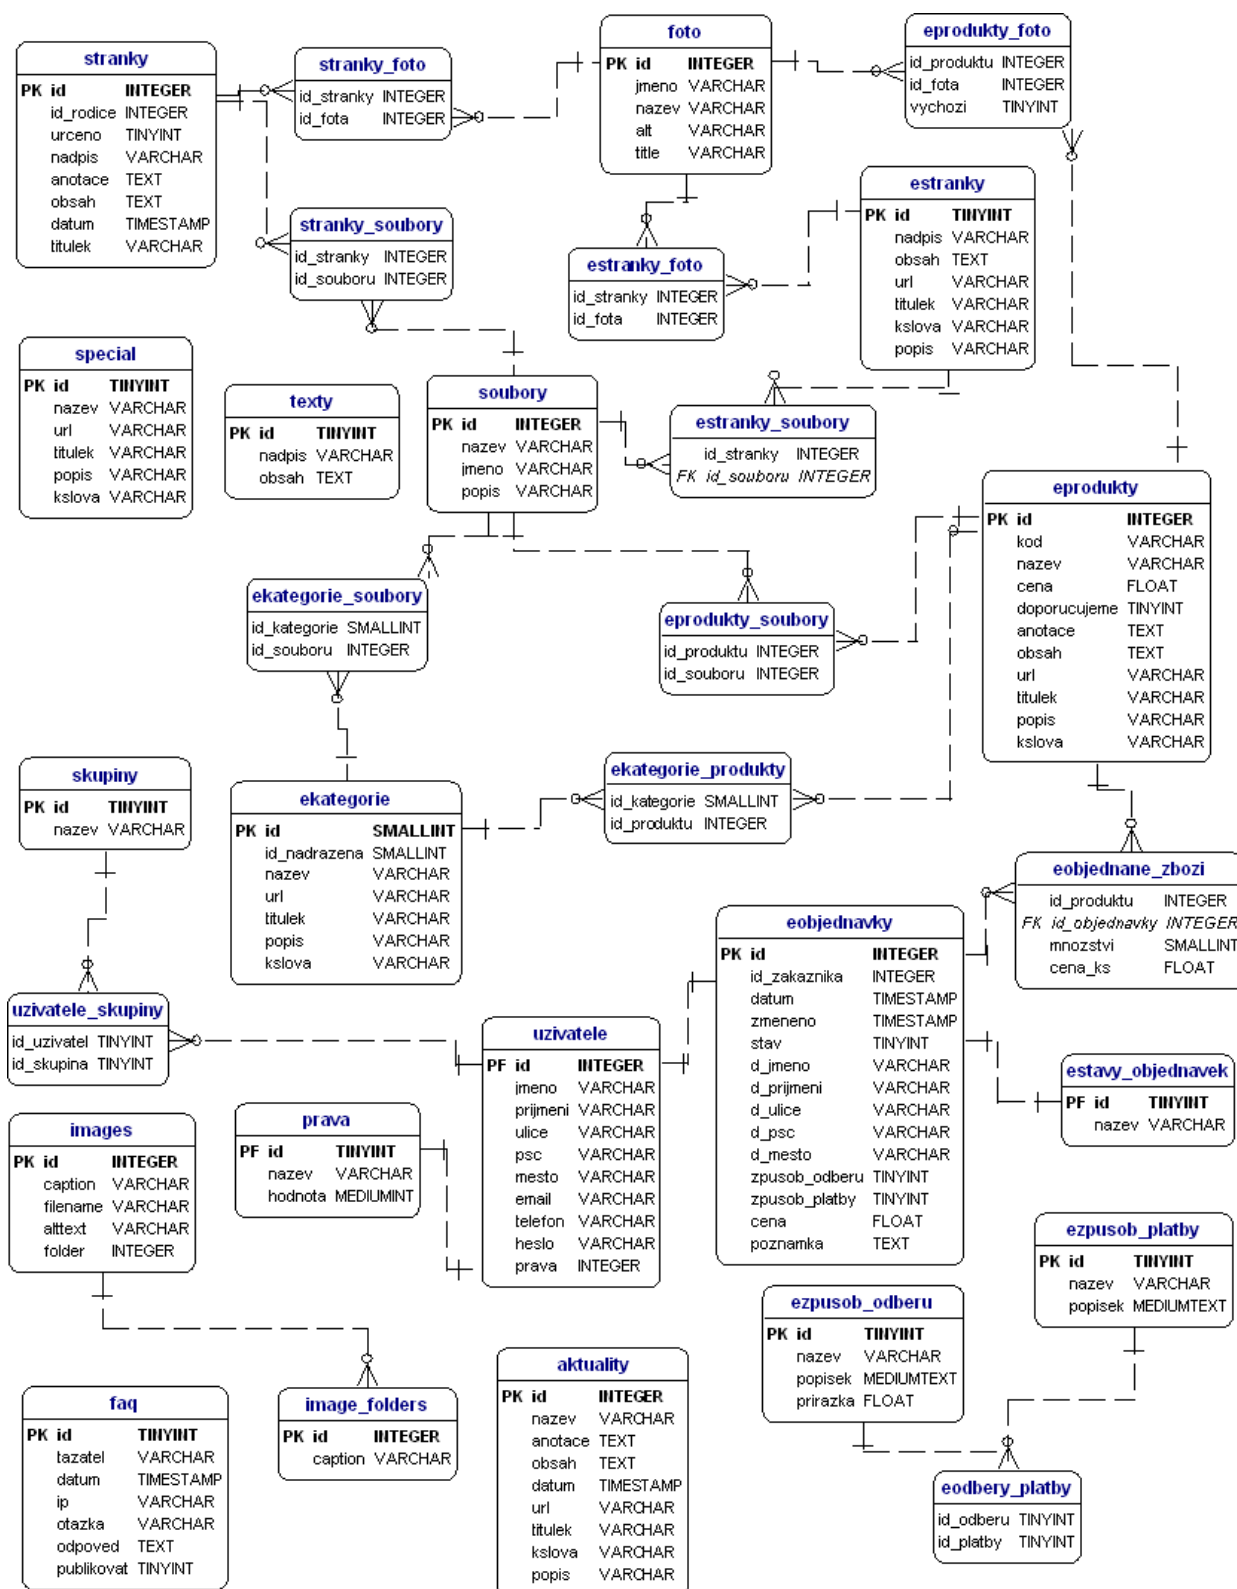 stranky
PK id INTEGER
id_rodice INTEGER
urceno TINYINT
nadpis VARCHAR
anotace TEXT
obsah TEXT
datum TIMESTAMP
titulek VARCHAR
stranky_foto
id_stranky INTEGER
id_fota INTEGER
foto
PK id INTEGER
jmeno VARCHAR
nazev VARCHAR
alt VARCHAR
title VARCHAR
eprodukty_foto
id_produktu INTEGER
id_fota INTEGER
vychozi TINYINT
stranky_soubory
id_stranky INTEGER
id_souboru INTEGER
estranky_foto
id_stranky INTEGER
id_fota INTEGER
estranky
PK id TINYINT
nadpis VARCHAR
obsah TEXT
url VARCHAR
titulek VARCHAR
kslova VARCHAR
popis VARCHAR
special
PK id TINYINT
nazev VARCHAR
url VARCHAR
titulek VARCHAR
popis VARCHAR
kslova VARCHAR
texty
PK id TINYINT
nadpis VARCHAR
obsah TEXT
soubory
PK id INTEGER
nazev VARCHAR
jmeno VARCHAR
popis VARCHAR
estranky_soubory
id_stranky INTEGER
FK id_souboru INTEGER
eprodukty
PK id INTEGER
kod VARCHAR
nazev VARCHAR
cena FLOAT
doporucujeme TINYINT
anotace TEXT
obsah TEXT
url VARCHAR
titulek VARCHAR
popis VARCHAR
kslova VARCHAR
ekategorie_soubory
id_kategorie SMALLINT
id_souboru INTEGER
eprodukty_soubory
id_produktu INTEGER
id_souboru INTEGER
skupiny
PK id TINYINT
nazev VARCHAR
ekategorie
PK id SMALLINT
id_nadrazena SMALLINT
nazev VARCHAR
url VARCHAR
titulek VARCHAR
popis VARCHAR
kslova VARCHAR
ekategorie_produkty
id_kategorie SMALLINT
id_produktu INTEGER
eobjednane_zbozi
id_produktu INTEGER
FK id_objednavky INTEGER
mnozstvi SMALLINT
cena_ks FLOAT
eobjednavky
PK id INTEGER
id_zakaznika INTEGER
datum TIMESTAMP
zmeneno TIMESTAMP
stav TINYINT
d_jmeno VARCHAR
d_prijmeni VARCHAR
d_ulice VARCHAR
d_psc VARCHAR
d_mesto VARCHAR
zpusob_odberu TINYINT
zpusob_platby TINYINT
cena FLOAT
poznamka TEXT
uzivatele_skupiny
id_uzivatel TINYINT
id_skupina TINYINT
uzivatele
PF id INTEGER
jmeno VARCHAR
prijmeni VARCHAR
ulice VARCHAR
psc VARCHAR
mesto VARCHAR
email VARCHAR
telefon VARCHAR
heslo VARCHAR
prava INTEGER
estavy_objednavek
PF id TINYINT
nazev VARCHAR
images
PK id INTEGER
caption VARCHAR
filename VARCHAR
alttext VARCHAR
folder INTEGER
prava
PF id TINYINT
nazev VARCHAR
hodnota MEDIUMINT
ezpusob_platby
PK id TINYINT
nazev VARCHAR
popisek MEDIUMTEXT
ezpusob_odberu
PK id TINYINT
nazev VARCHAR
popisek MEDIUMTEXT
prirazka FLOAT
faq
PK id TINYINT
tazatel VARCHAR
datum TIMESTAMP
ip VARCHAR
otazka VARCHAR
odpoved TEXT
publikovat TINYINT
image_folders
PK id INTEGER
caption VARCHAR
aktuality
PK id INTEGER
nazev VARCHAR
anotace TEXT
obsah TEXT
datum TIMESTAMP
url VARCHAR
titulek VARCHAR
kslova VARCHAR
popis VARCHAR
eodbery_platby
id_odberu TINYINT
id_platby TINYINT